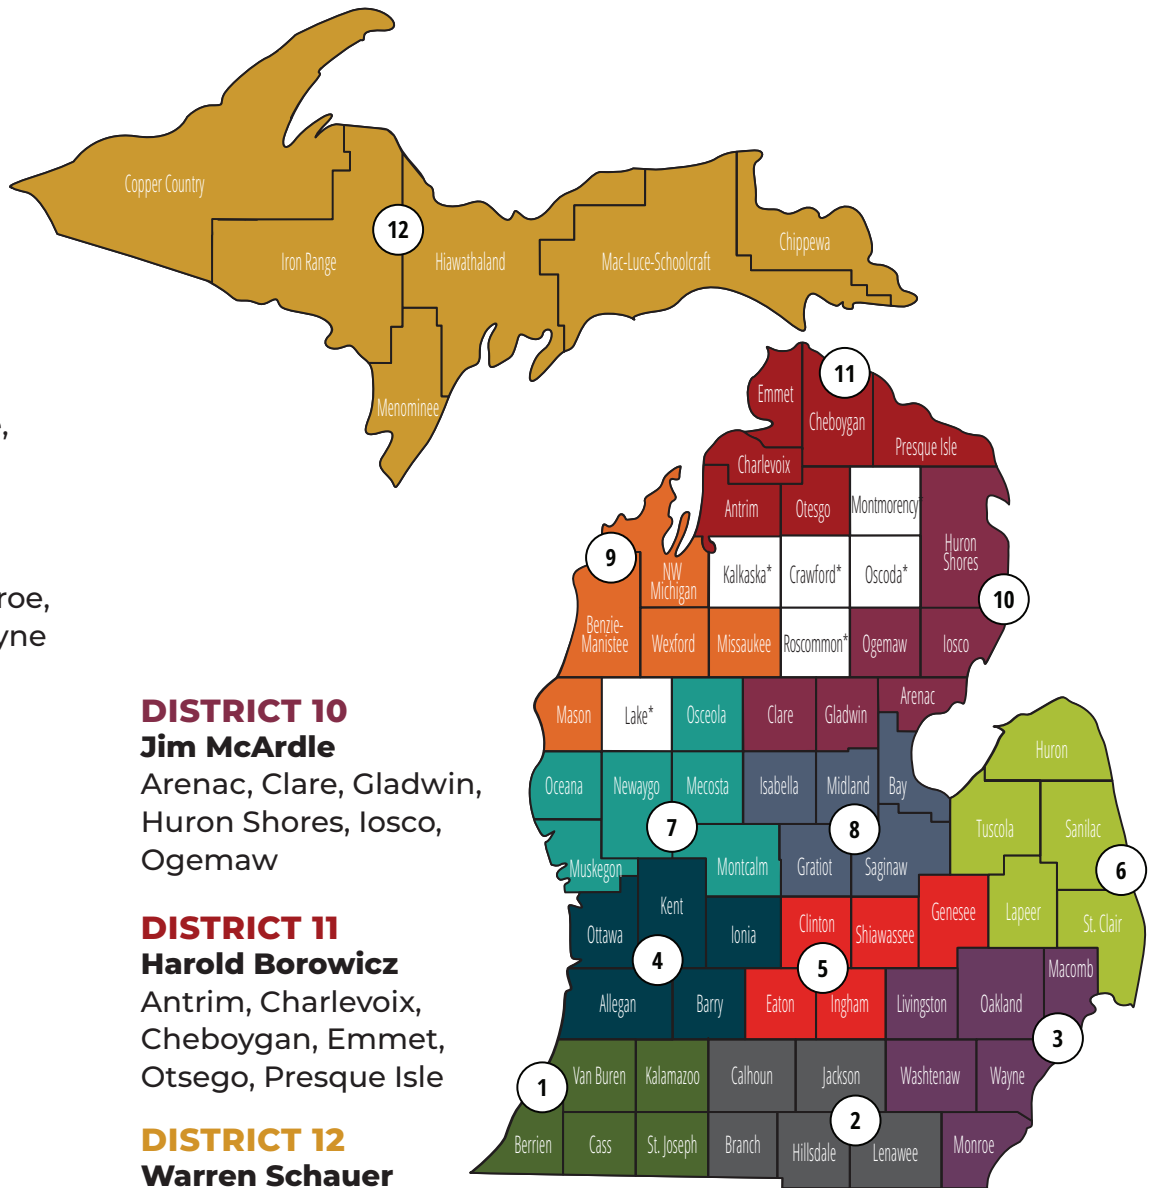 Copper Country
12
Iron Range
Hiawathaland
Mac-Luce-Schoolcraft
Chippewa
Menominee
,
roe,
yne
DISTRICT 10
Jim McArdle
Arenac, Clare, Gladwin,
Huron Shores, Iosco,
Ogemaw
DISTRICT 11
Harold Borowicz
Antrim, Charlevoix,
Cheboygan, Emmet,
Otsego, Presque Isle
DISTRICT 12
Warren Schauer
11
Emmet
Cheboygan
Presque Isle
Charlevoix
Antrim
Otesgo
Montmorency
Huron
Shores
9
NW
Michigan
Kalkaska*
Crawford*
Oscoda*
10
Benzie-
Manistee
Wexford
Missaukee
Roscommon*
Ogemaw
Iosco
Mason
Lake*
Osceola
Clare
Gladwin
Arenac
Huron
Oceana
Newaygo
Mecosta
Isabella
Midland
Bay
7
8
Tuscola
Sanilac
6
Muskegon
Montcalm
Gratiot
Saginaw
Kent
Ottawa
Ionia
Clinton
Shiawassee
Genesee
Lapeer
St. Clair
4
5
Macomb
Allegan
Barry
Eaton
Ingham
Livingston
Oakland
3
1
Van Buren
Kalamazoo
Calhoun
Jackson
Washtenaw
Wayne
2
Berrien
Cass
St. Joseph
Branch
Hillsdale
Lenawee
Monroe